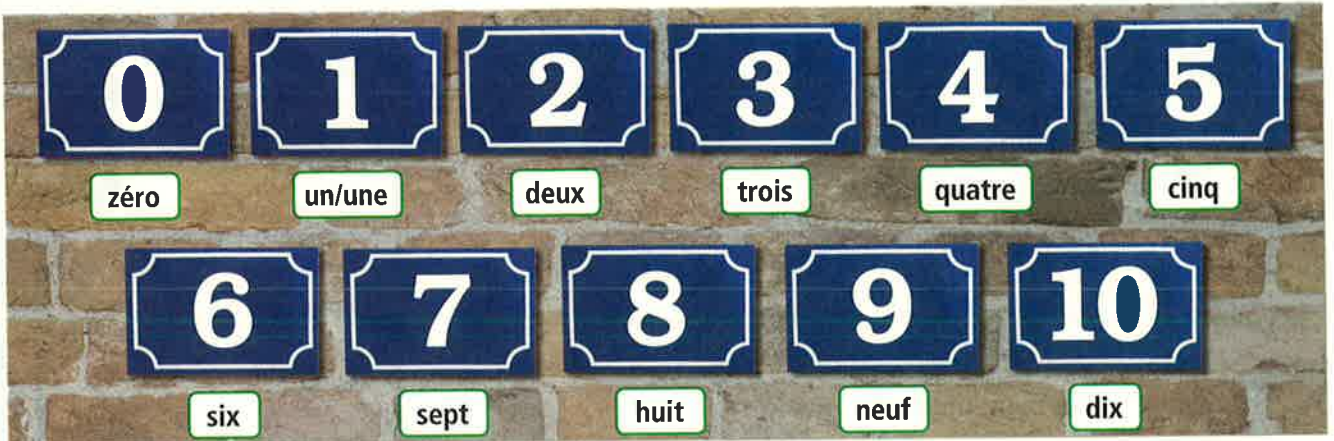 0 1 2 3 4 5
zéro un/une deux trois quatre cinq
6 7 8 9 10
six sept huit neuf dix